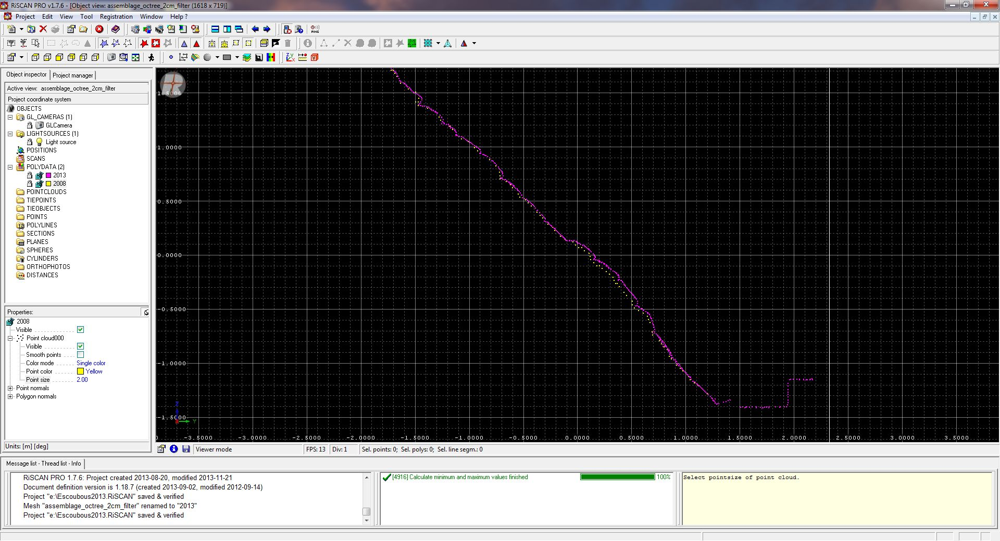 RiSCAN PRO v1.7.6 - [Object view: assemblage_octree_2cm_filter (1618 x 719)]
Project Edit View Tool Registration Window Help ?
PING
Object inspector Project manager
Active view: assemblage_octree_2cm_filter
Project coordinate system
OBJECTS
GL_CAMERAS (1)
GLCamera
LIGHTSOURCES (1)
Light source
POSITIONS
SCANS
POLYDATA (2)
2013
2008
POINTCLOUDS
TIEPOINTS
TIEOBJECTS
POINTS
POLYLINES
SECTIONS
PLANES
SPHERES
CYLINDERS
ORTHOPHOTOS
DISTANCES
Properties:
2008
Visible
Point cloud000
Visible
Smooth points
Color mode Single color
Point color Yellow
Point size 2.00
Point normals
Polygon normals
Units: [m] [deg]
1.5000
1.0000
0.5000
0.0000
-0.5000
-1.0000
-1.5000
Z
Y
-3.5000 -3.0000 -2.5000 -2.0000 -1.5000 -1.0000 -0.5000 0.0000 0.5000 1.0000 1.5000 2.0000 2.5000 3.0000 3.5000
Viewer mode FPS: 13 Div: 1 Sel. points: 0; Sel. polys: 0; Sel. line segm.: 0
Message list - Thread list - Info
RiSCAN PRO 1.7.6: Project created 2013-08-20, modified 2013-11-21
Document definition version is 1.18.7 (created 2013-09-02, modified 2012-09-14)
Project "e:\Escoubous2013.RiSCAN" saved & verified
Mesh "assemblage_octree_2cm_filter" renamed to "2013"
Project "e:\Escoubous2013.RiSCAN" saved & verified
[4916] Calculate minimum and maximum values finished 100%
Select pointsize of point cloud.